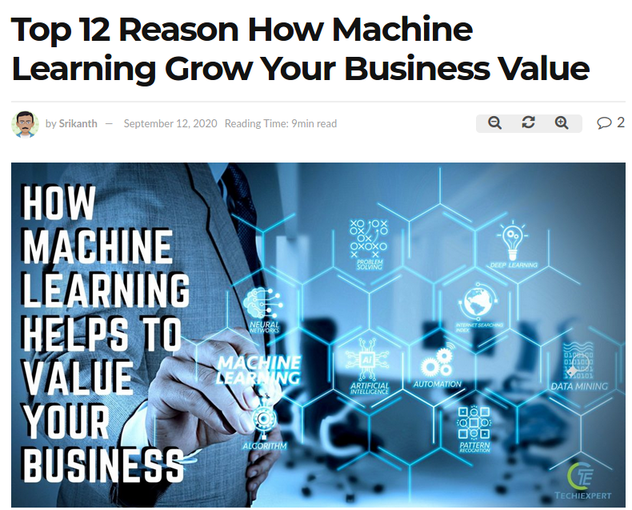 Top 12 Reason How Machine
Learning Grow Your Business Value
by Srikanth — September 12, 2020 Reading Time: 9min read
2
HOW
MACHINE
LEARNING
HELPS TO
VALUE
YOUR
BUSINESS
PROBLEM
SOLVING
DEEP LEARNING
NEURAL
NETWORKS
INTERNET SEARCHING
MACHINE
LEARNING
AI
ARTIFICIAL
INTELLIGENCE
AUTOMATION
DATA MINING
ALGORITHM
PATTERN
RECOGNITION
TE
TECHIEXPERT